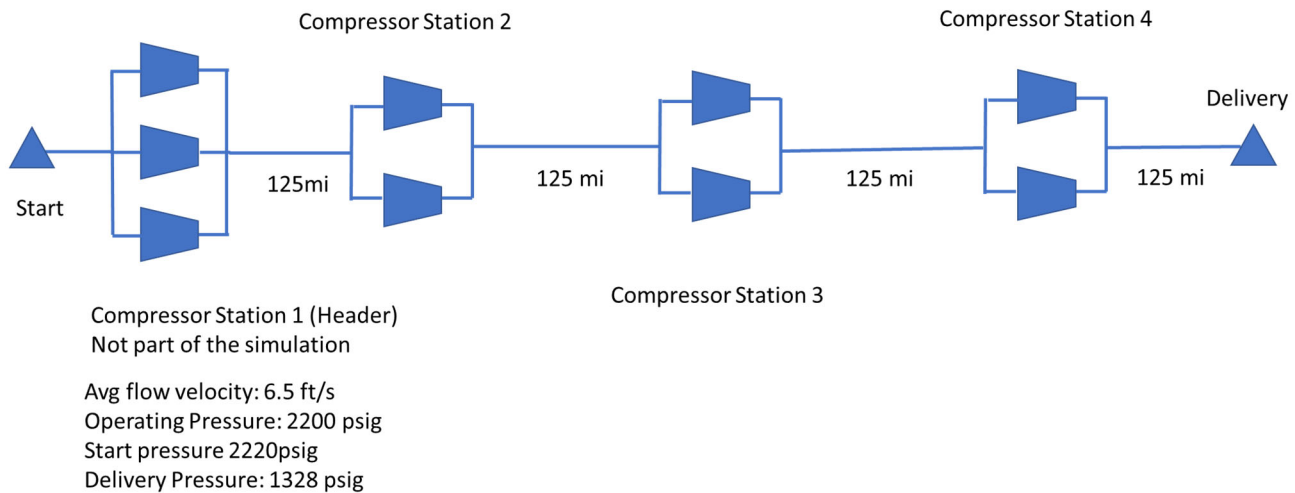 Compressor Station 2
Compressor Station 4
Delivery
125mi
125 mi
125 mi
125 mi
Start
Compressor Station 3
Compressor Station 1 (Header)
Not part of the simulation
Avg flow velocity: 6.5 ft/s
Operating Pressure: 2200 psig
Start pressure 2220psig
Delivery Pressure: 1328 psig